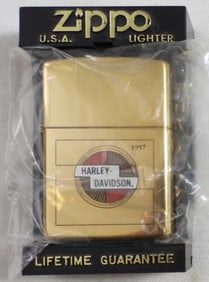 Zippo
U.S.A. LIGHTER
1957
HARLEY-
DAVIDSON.
LIFETIME GUARANTEE